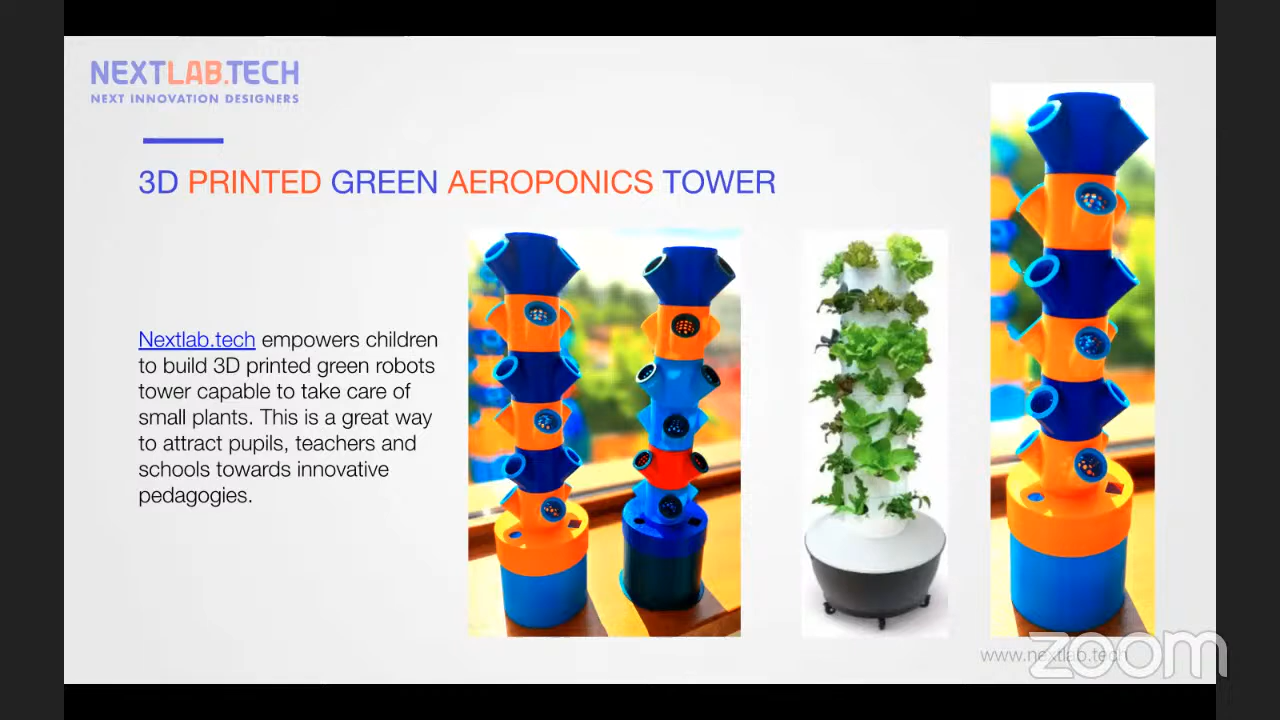 NEXTLAB.TECH
NEXT INNOVATION DESIGNERS
3D PRINTED GREEN AEROPONICS TOWER
Nextlab.tech empowers children
to build 3D printed green robots
tower capable to take care of
small plants. This is a great way
to attract pupils, teachers and
schools towards innovative
pedagogies.
www.nextlab.tech
zoom